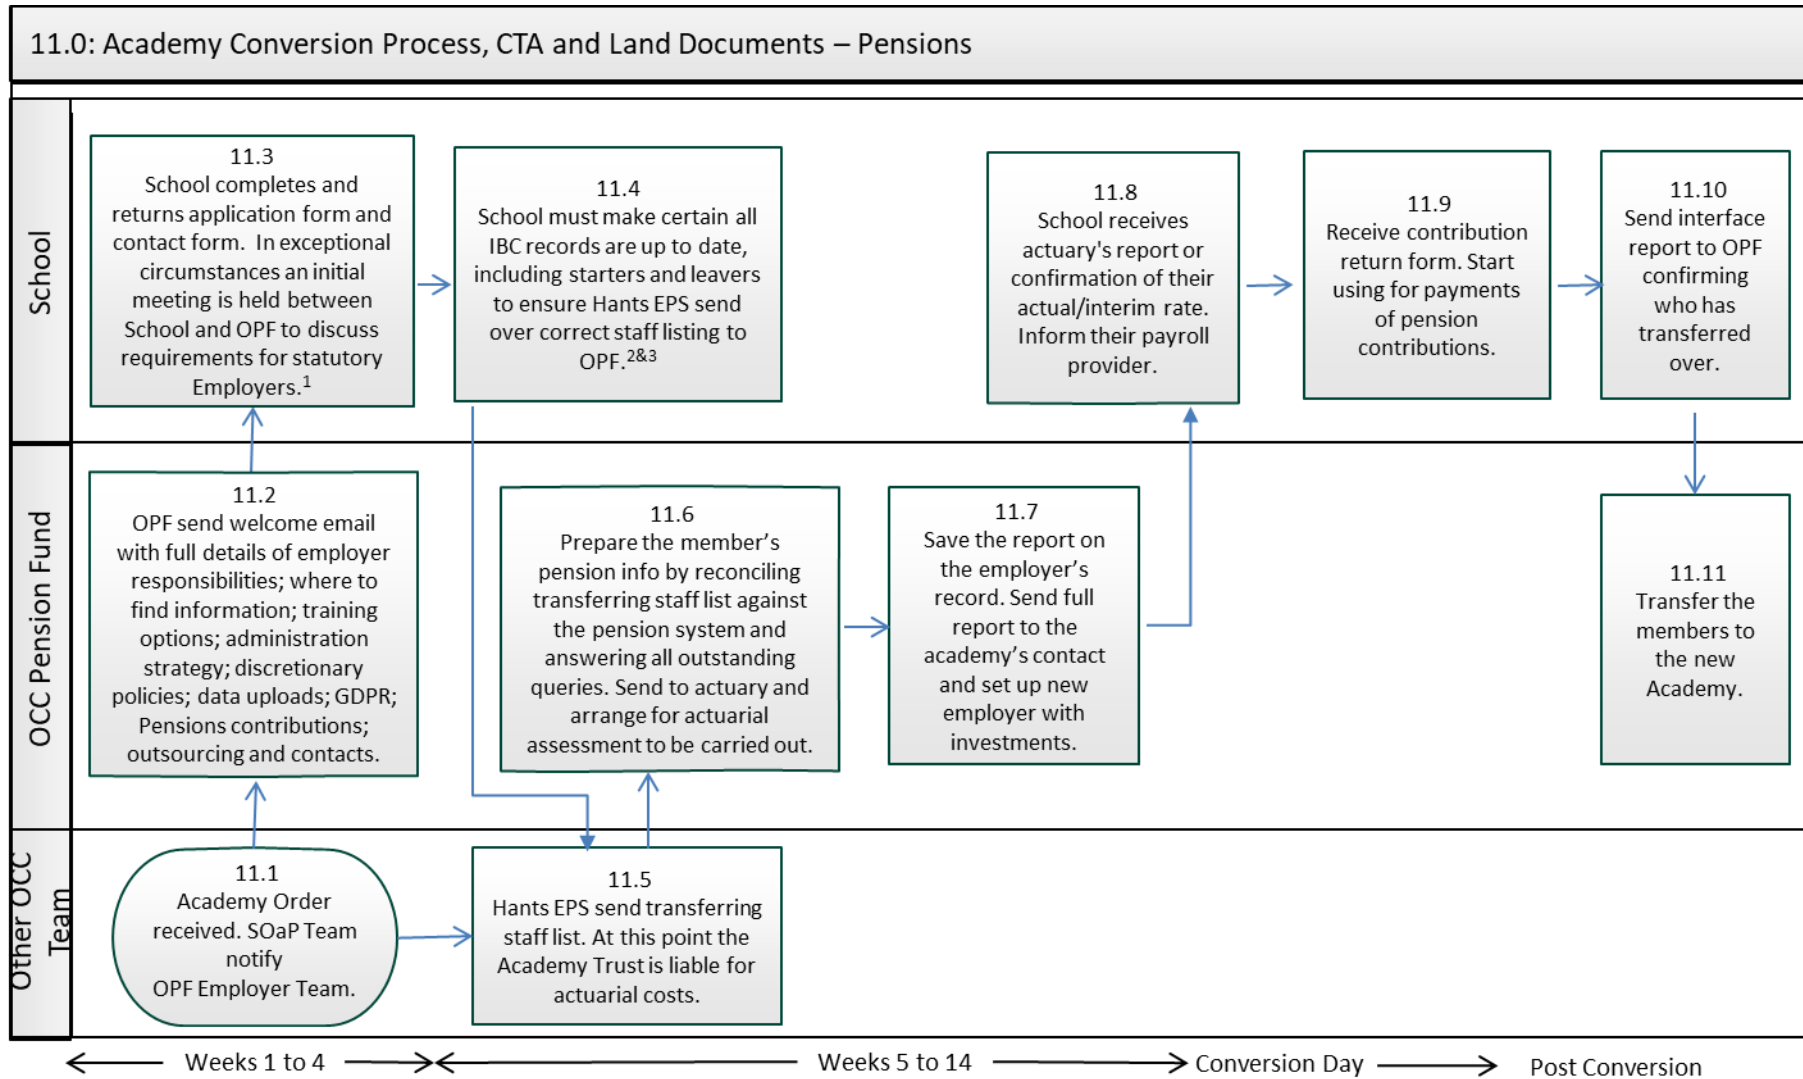 11.0: Academy Conversion Process, CTA and Land Documents – Pensions
School
11.3
School completes and
returns application form and
contact form.  In exceptional
circumstances an initial
meeting is held between
School and OPF to discuss
requirements for statutory
Employers.1
11.4
School must make certain all
IBC records are up to date,
including starters and leavers
to ensure Hants EPS send
over correct staff listing to
OPF.2&3
11.8
School receives
actuary's report or
confirmation of their
actual/interim rate.
Inform their payroll
provider.
11.9
Receive contribution
return form. Start
using for payments
of pension
contributions.
11.10
Send interface
report to OPF
confirming
who has
transferred
over.
OCC Pension Fund
11.2
OPF send welcome email
with full details of employer
responsibilities; where to
find information; training
options; administration
strategy; discretionary
policies; data uploads; GDPR;
Pensions contributions;
outsourcing and contacts.
11.6
Prepare the member’s
pension info by reconciling
transferring staff list against
the pension system and
answering all outstanding
queries. Send to actuary and
arrange for actuarial
assessment to be carried out.
11.7
Save the report on
the employer’s
record. Send full
report to the
academy’s contact
and set up new
employer with
investments.
11.11
Transfer the
members to
the new
Academy.
Other OCC
Team
11.1
Academy Order
received. SOaP Team
notify
OPF Employer Team.
11.5
Hants EPS send transferring
staff list. At this point the
Academy Trust is liable for
actuarial costs.
Weeks 1 to 4
Weeks 5 to 14
Conversion Day
Post Conversion